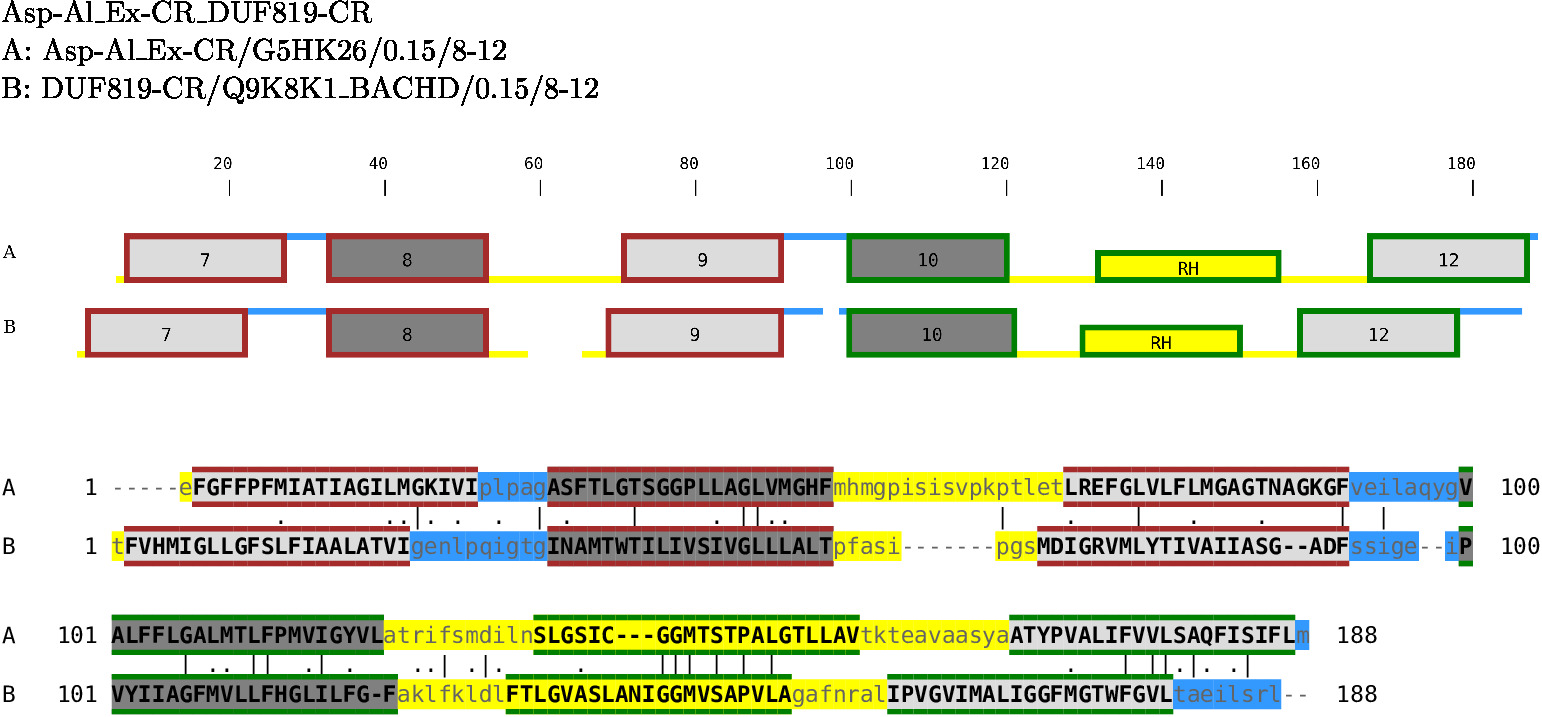 Asp-Al_Ex-CR_DUF819-CR
A: Asp-Al_Ex-CR/G5HK26/0.15/8-12
B: DUF819-CR/Q9K8K1_BACHD/0.15/8-12
20 40 60 80 100 120 140 160 180
A 7 8 9 10 RH 12
B 7 8 9 10 RH 12
A 1 -----eFGFFPFMIATIAGILMGKIVIplpagASFTLGTSGGPLLAGLVMGHFmhmgpisisvpkptletLREFGLVLFLMGAGTNAGKGFveilaqygV 100
B 1 tFVHMIGLLGFSLFIAALATVIgenlpqigtgINAMTWTILIVSIVGLLLALTpfasi-------pgsMDIGRVMLYTIVAIIASG--ADFssige--iP 100
A 101 ALFFLGALMTLFPMVIGYVLatrifsmdilnSLGSIC---GGMTSTPALGTLLAVtkteavaasyaATYPVALIFVVLSAQFISIFLm 188
B 101 VYIIAGFMVLLFHGLILFG-FaklfkldlFTLGVASLANIGGMVSAPVLAgafnralIPVGVIMALIGGFMGTWFGVLtaeilsrl-- 188